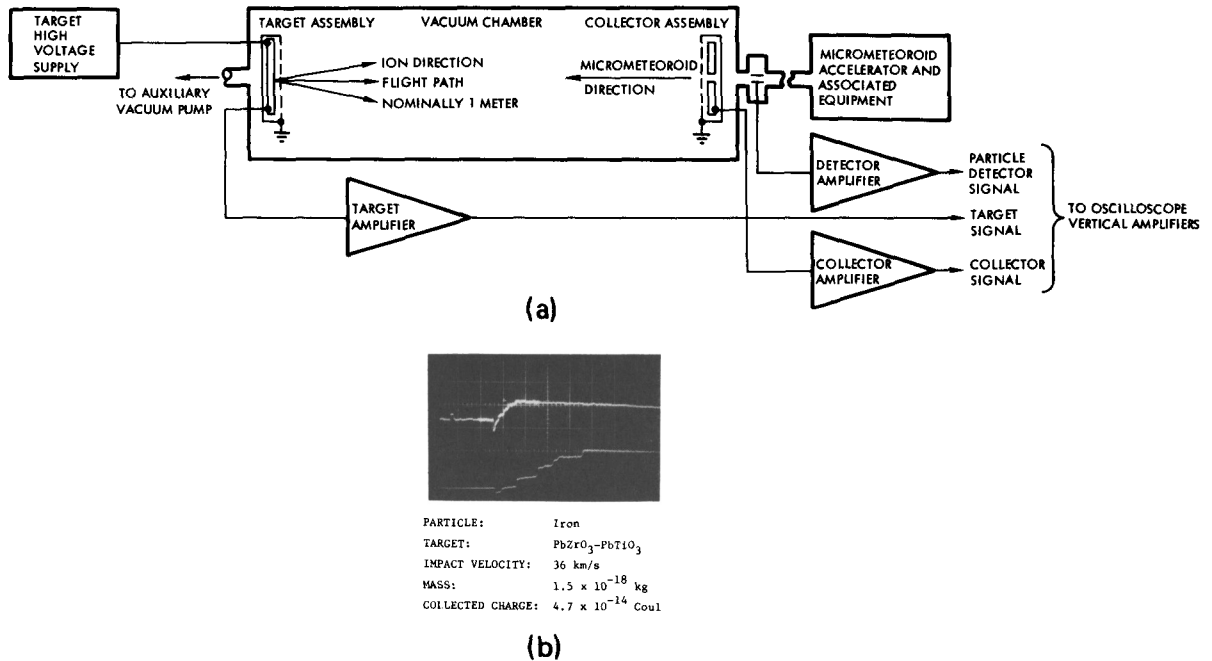 TARGET
HIGH
VOLTAGE
SUPPLY
TARGET ASSEMBLY
VACUUM CHAMBER
COLLECTOR ASSEMBLY
TO AUXILIARY
VACUUM PUMP
ION DIRECTION
FLIGHT PATH
NOMINALLY 1 METER
MICROMETEOROID
DIRECTION
MICROMETEOROID
ACCELERATOR AND
ASSOCIATED
EQUIPMENT
DETECTOR
AMPLIFIER
PARTICLE
DETECTOR
SIGNAL
TARGET
AMPLIFIER
TARGET
SIGNAL
TO OSCILLOSCOPE
VERTICAL AMPLIFIERS
COLLECTOR
AMPLIFIER
COLLECTOR
SIGNAL
(a)
PARTICLE: Iron
TARGET: PbZrO3-PbTiO3
IMPACT VELOCITY: 36 km/s
MASS: 1.5 x 10^-18 kg
COLLECTED CHARGE: 4.7 x 10^-14 Coul
(b)